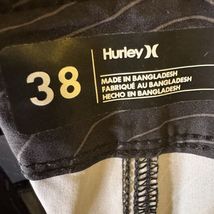 Hurley
38
MADE IN BANGLADESH
FABRIQUÉ AU BANGLADESH
HECHO EN BANGLADESH